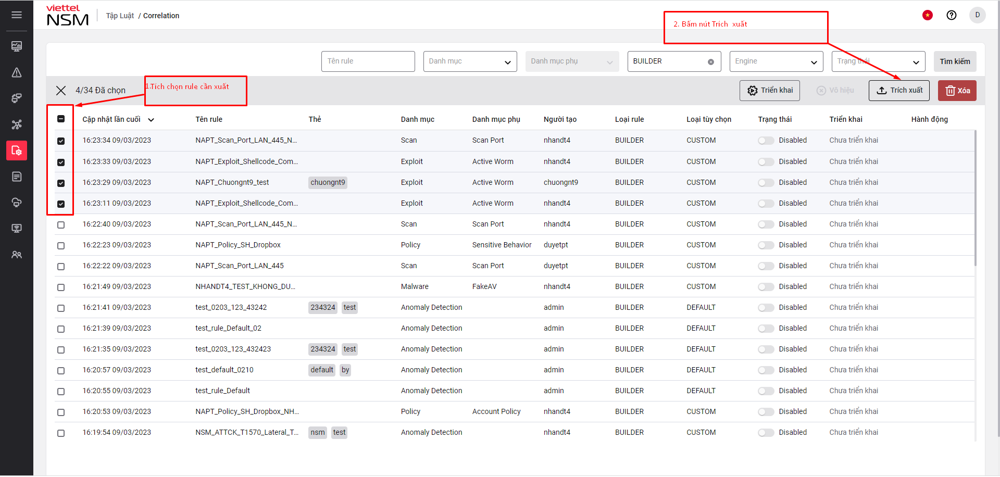 viettel
NSM
Tập Luật / Correlation
D
2. Bấm nút Trích xuất
Tên rule
Danh mục
Danh mục phụ
BUILDER
Engine
Trạng thái
Tìm kiếm
4/34 Đã chọn
1.Tích chọn rule cần xuất
Triển khai
Vô hiệu
Trích xuất
Xóa
Cập nhật lần cuối Tên rule Thẻ Danh mục Danh mục phụ Người tạo Loại rule Loại tùy chọn Trạng thái Triển khai Hành động
16:23:34 09/03/2023 NAPT_Scan_Port_LAN_445_N... Scan Scan Port nhandt4 BUILDER CUSTOM Disabled Chưa triển khai
16:23:33 09/03/2023 NAPT_Exploit_Shellcode_Com... Exploit Active Worm nhandt4 BUILDER CUSTOM Disabled Chưa triển khai
16:23:29 09/03/2023 NAPT_Chuongnt9_test chuongnt9 Exploit Active Worm chuongnt9 BUILDER CUSTOM Disabled Chưa triển khai
16:23:11 09/03/2023 NAPT_Exploit_Shellcode_Com... Exploit Active Worm nhandt4 BUILDER CUSTOM Disabled Chưa triển khai
16:22:40 09/03/2023 NAPT_Scan_Port_LAN_445_N... Scan Scan Port nhandt4 BUILDER CUSTOM Disabled Chưa triển khai
16:22:23 09/03/2023 NAPT_Policy_SH_Dropbox Policy Sensitive Behavior duyetpt BUILDER CUSTOM Disabled Chưa triển khai
16:22:22 09/03/2023 NAPT_Scan_Port_LAN_445 Scan Scan Port duyetpt BUILDER CUSTOM Disabled Chưa triển khai
16:21:49 09/03/2023 NHANDT4_TEST_KHONG_DU... Malware FakeAV nhandt4 BUILDER CUSTOM Disabled Chưa triển khai
16:21:41 09/03/2023 test_0203_123_43242 234324 test Anomaly Detection admin BUILDER DEFAULT Disabled Chưa triển khai
16:21:39 09/03/2023 test_rule_Default_02 Anomaly Detection admin BUILDER DEFAULT Disabled Chưa triển khai
16:21:35 09/03/2023 test_0203_123_432423 234324 test Anomaly Detection admin BUILDER DEFAULT Disabled Chưa triển khai
16:20:57 09/03/2023 test_default_0210 default by Anomaly Detection admin BUILDER DEFAULT Disabled Chưa triển khai
16:20:55 09/03/2023 test_rule_Default Anomaly Detection admin BUILDER DEFAULT Disabled Chưa triển khai
16:20:53 09/03/2023 NAPT_Policy_SH_Dropbox_NH... Policy Account Policy nhandt4 BUILDER CUSTOM Disabled Chưa triển khai
16:19:54 09/03/2023 NSM_ATTCK_T1570_Lateral_T... nsm test Anomaly Detection nhandt4 BUILDER CUSTOM Disabled Chưa triển khai